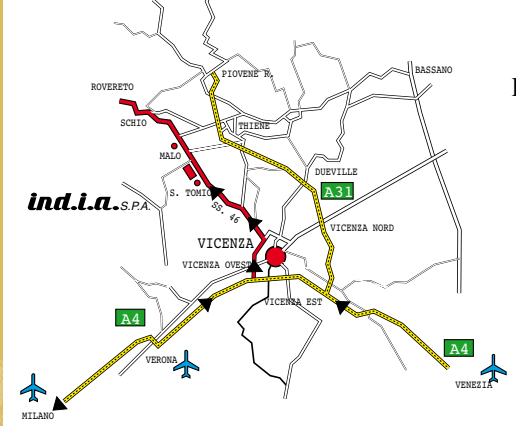 PIOVENE R.
BASSANO
ROVERETO
SCHIO
THIENE
MALO
DUEVILLE
A31
S. TOMIO
ind.i.a. S.P.A.
SS. 46
VICENZA NORD
VICENZA
VICENZA OVEST
VICENZA EST
A4
A4
VERONA
VENEZIA
MILANO